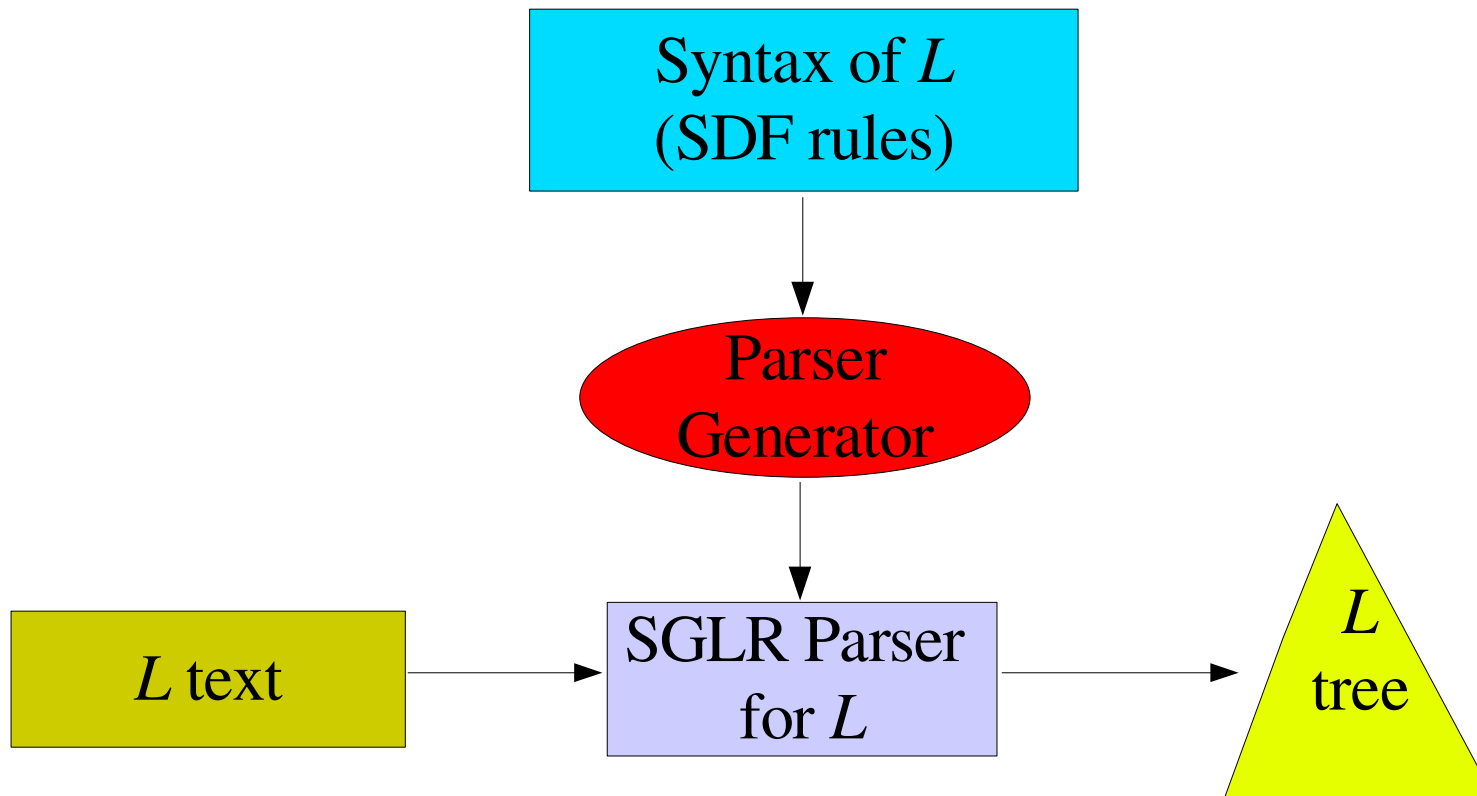 Syntax of L
(SDF rules)
Parser
Generator
L text
SGLR Parser
for L
L
tree